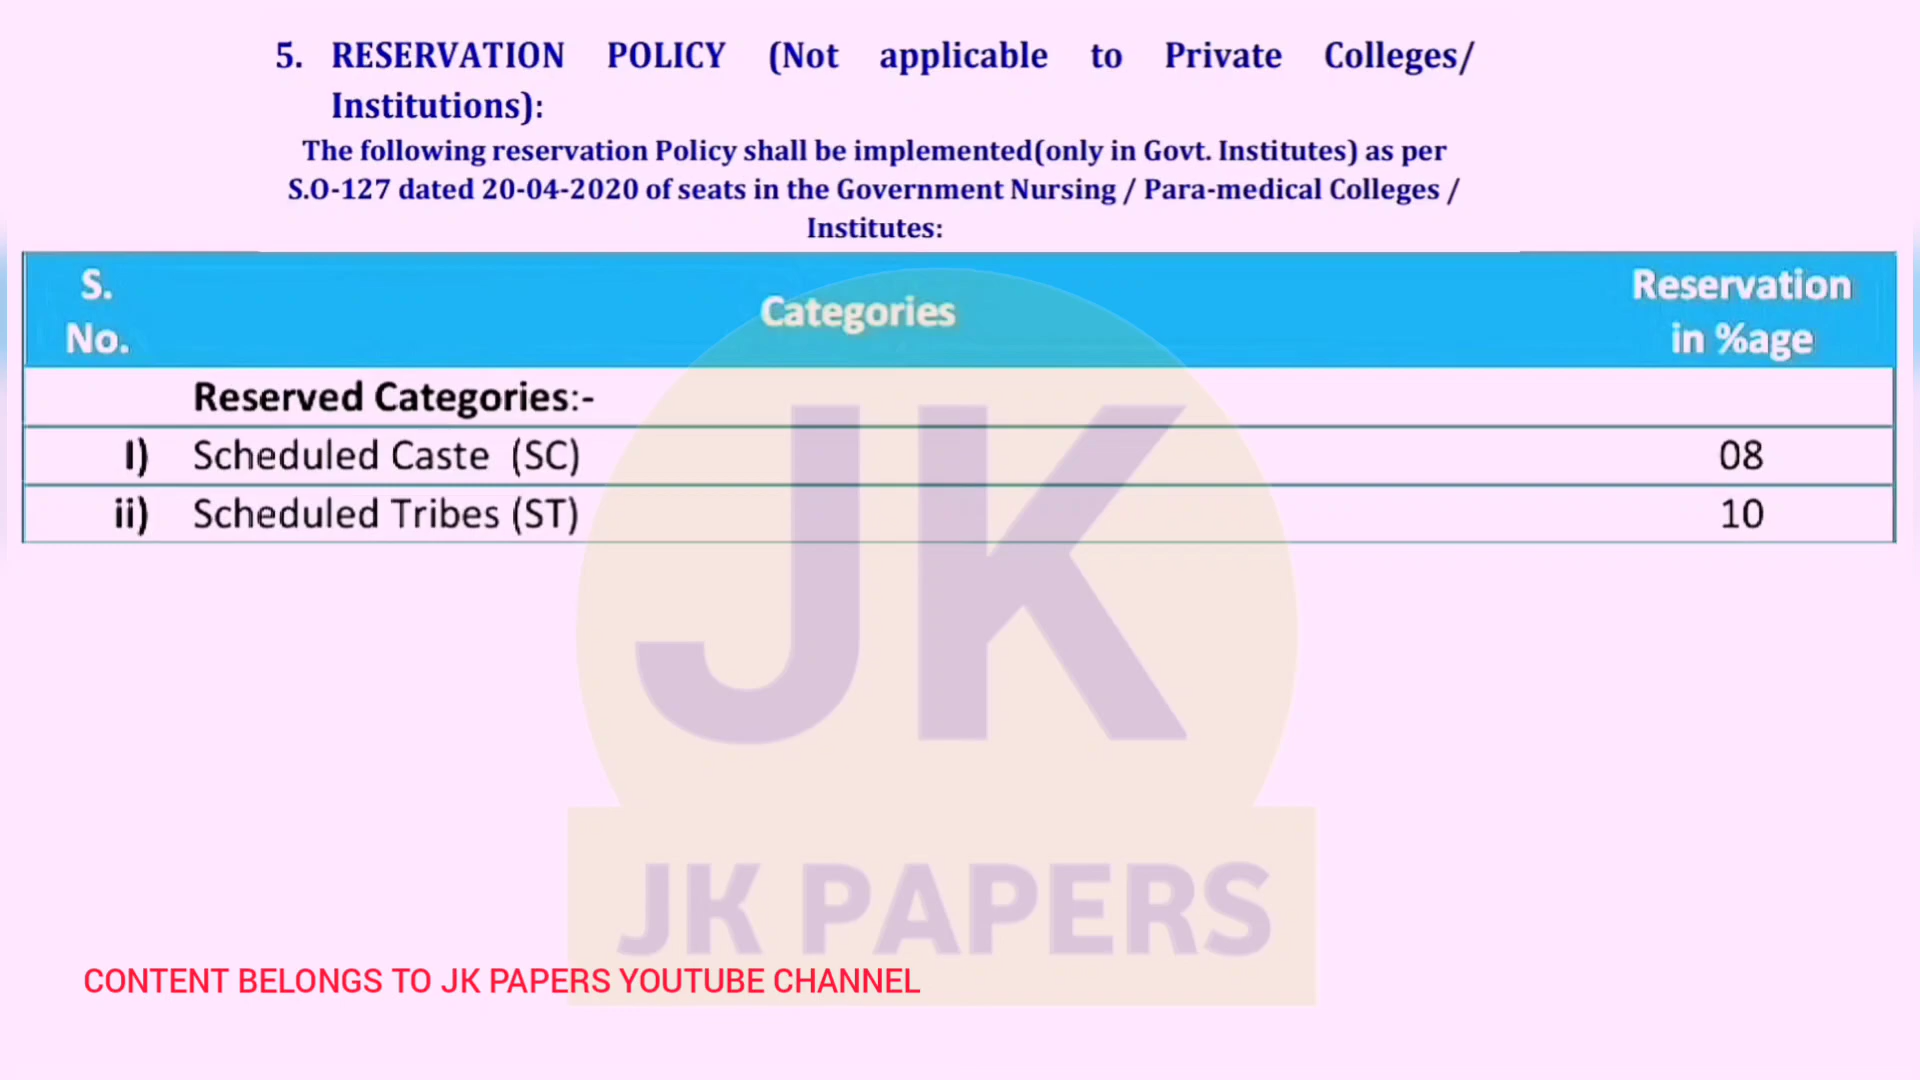 5. RESERVATION POLICY (Not applicable to Private Colleges/
Institutions):
The following reservation Policy shall be implemented(only in Govt. Institutes) as per
S.O-127 dated 20-04-2020 of seats in the Government Nursing / Para-medical Colleges /
Institutes:
S. No. Categories Reservation in %age
Reserved Categories:-
I) Scheduled Caste (SC) 08
ii) Scheduled Tribes (ST) 10
JK
JK PAPERS
CONTENT BELONGS TO JK PAPERS YOUTUBE CHANNEL